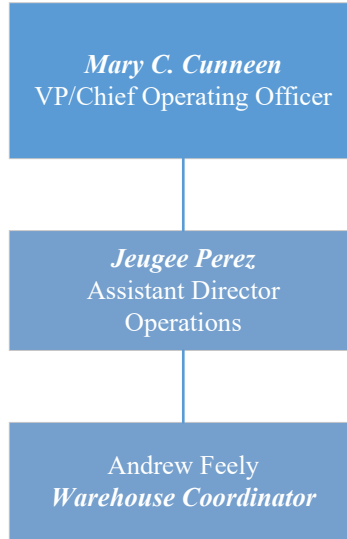 Mary C. Cunneen
VP/Chief Operating Officer
Jeugee Perez
Assistant Director
Operations
Andrew Feely
Warehouse Coordinator